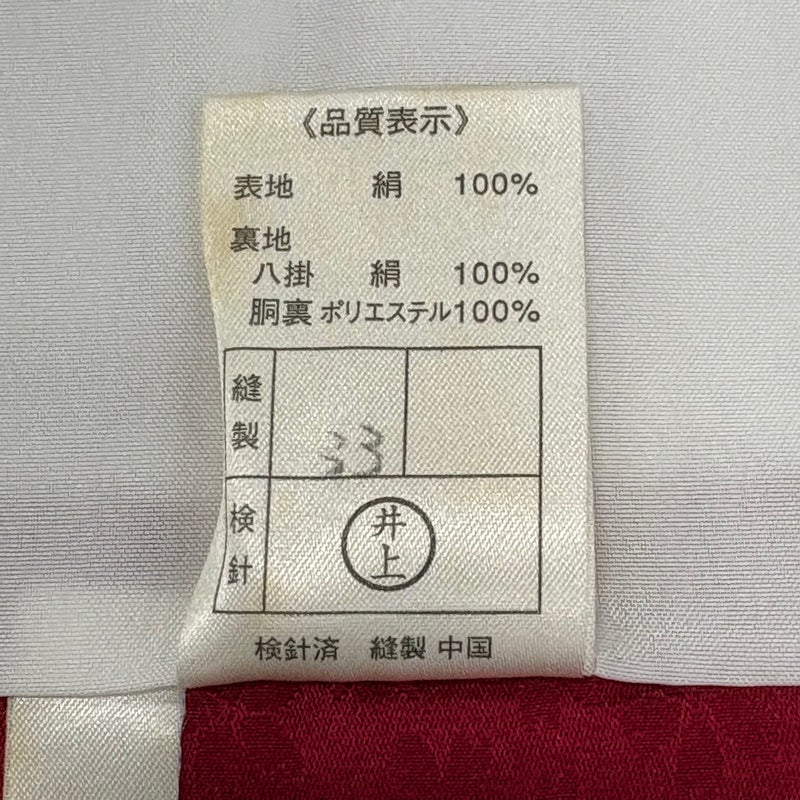 《品質表示》
表地 絹 100%
裏地
八掛 絹 100%
胴裏 ポリエステル100%
縫製 33
検針 井上
検針済 縫製 中国